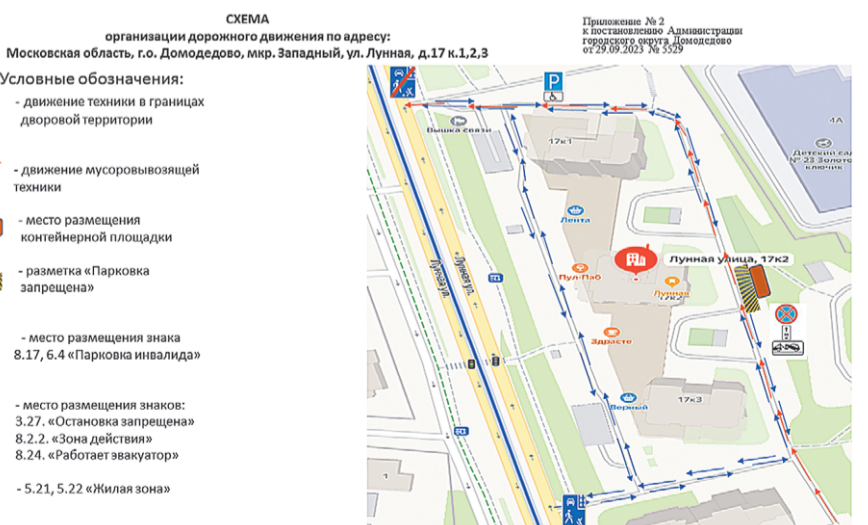 СХЕМА
организации дорожного движения по адресу:
Московская область, г.о. Домодедово, мкр. Западный, ул. Лунная, д.17 к.1,2,3
Приложение № 2
к постановлению Администрации
городского округа Домодедово
от 29.09.2023 № 5529
Условные обозначения:
- движение техники в границах
дворовой территории
- движение мусоровывозящей
техники
- место размещения
контейнерной площадки
- разметка «Парковка
запрещена»
- место размещения знака
8.17, 6.4 «Парковка инвалида»
- место размещения знаков:
3.27. «Остановка запрещена»
8.2.2. «Зона действия»
8.24. «Работает эвакуатор»
- 5.21, 5.22 «Жилая зона»
P
Вышка связи
17к1
4А
Детский сад
№ 23 Золотой
ключик
Лента
Лунная улица, 17к2
Пул-Паб
Лунная
17к2
Лунная ул.
Лунная ул.
Здрасте
Верный
17к3
1